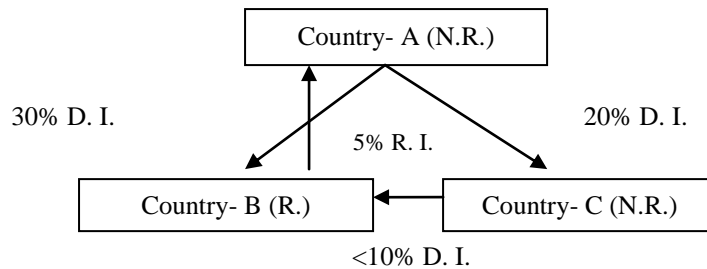 Country- A (N.R.)
30% D. I.
20% D. I.
5% R. I.
Country- B (R.)
Country- C (N.R.)
<10% D. I.